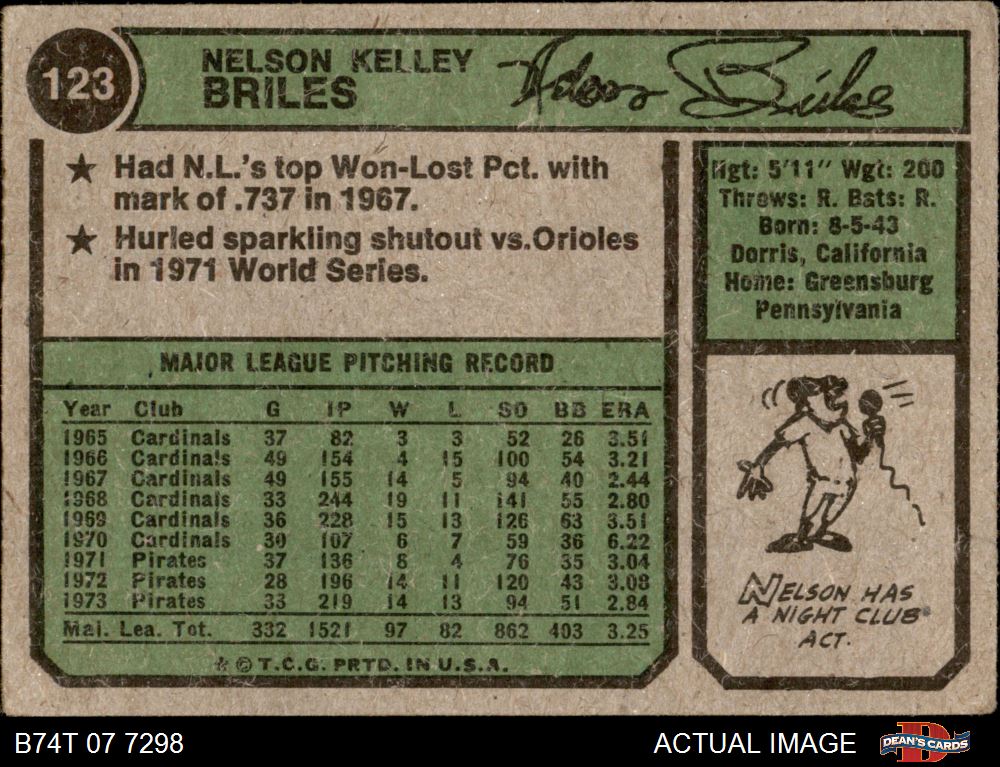 123
NELSON KELLEY
BRILES
Nelson Briles
★ Had N.L.'s top Won-Lost Pct. with
mark of .737 in 1967.
★ Hurled sparkling shutout vs.Orioles
in 1971 World Series.
Hgt: 5'11" Wgt: 200
Throws: R. Bats: R.
Born: 8-5-43
Dorris, California
Home: Greensburg
Pennsylvania
MAJOR LEAGUE PITCHING RECORD
Year Club G IP W L SO BB ERA
1965 Cardinals 37 82 3 3 52 26 3.51
1966 Cardinals 49 154 4 15 100 54 3.21
1967 Cardinals 49 155 14 5 94 40 2.44
1968 Cardinals 33 244 19 11 141 55 2.80
1969 Cardinals 36 228 15 13 126 63 3.51
1970 Cardinals 30 107 6 7 59 36 6.22
1971 Pirates 37 136 8 4 76 35 3.04
1972 Pirates 28 196 14 11 120 43 3.08
1973 Pirates 33 219 14 13 94 51 2.84
Maj. Lea. Tot. 332 1521 97 82 862 403 3.25
☆ © T.C.G. PRTD. IN U.S.A.
NELSON HAS
A NIGHT CLUB
ACT.
B74T 07 7298
ACTUAL IMAGE
DEAN'S CARDS